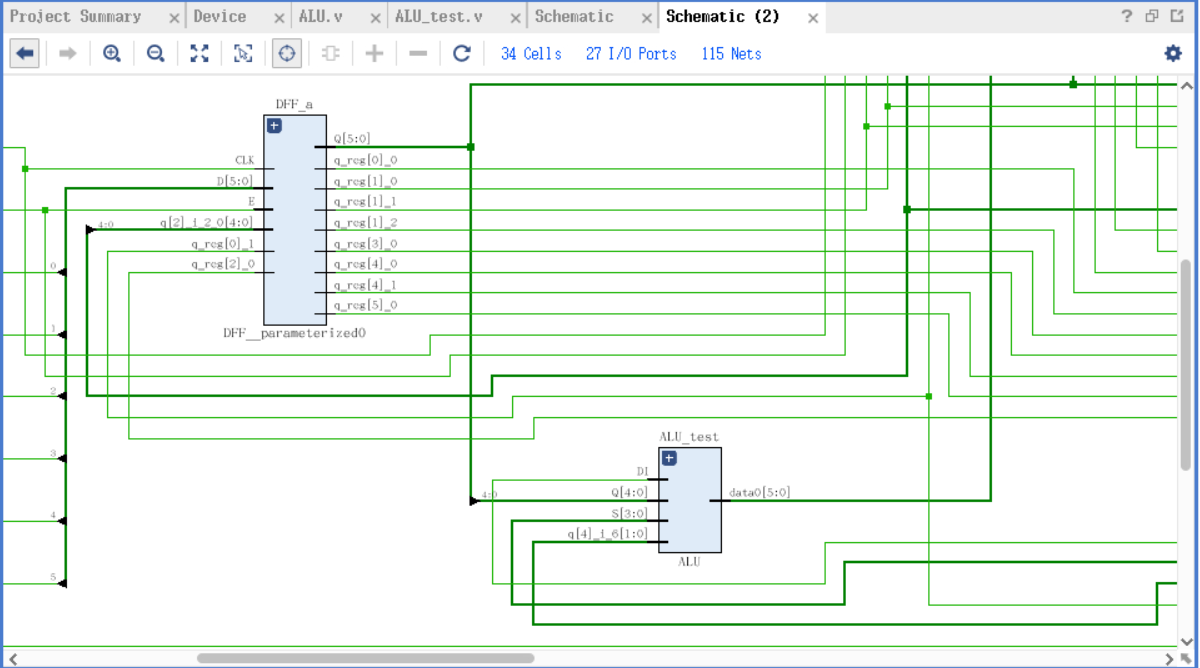 Project Summary × Device × ALU.v × ALU_test.v × Schematic × Schematic (2) × ?
34 Cells 27 I/O Ports 115 Nets
DFF_a
Q[5:0]
CLK q_reg[0]_0
D[5:0] q_reg[1]_0
E q_reg[1]_1
4:0 q[2]_i_2_0[4:0] q_reg[1]_2
q_reg[0]_1 q_reg[3]_0
0 q_reg[2]_0 q_reg[4]_0
q_reg[4]_1
q_reg[5]_0
1 DFF__parameterized0
2
ALU_test
3 DI
4:0 Q[4:0] data0[5:0]
4 S[3:0]
q[4]_i_6[1:0]
ALU
5